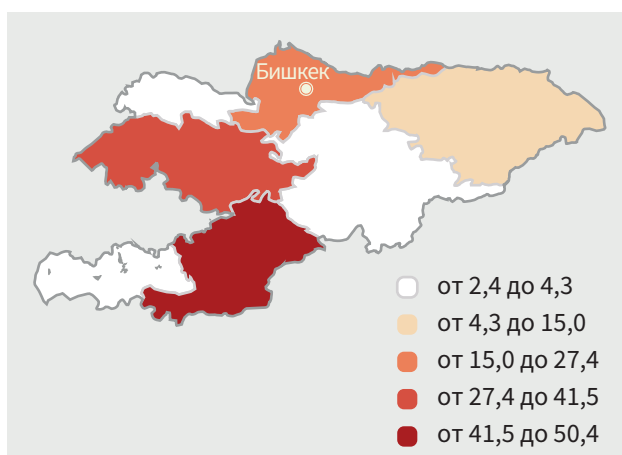 Бишкек
от 2,4 до 4,3
от 4,3 до 15,0
от 15,0 до 27,4
от 27,4 до 41,5
от 41,5 до 50,4